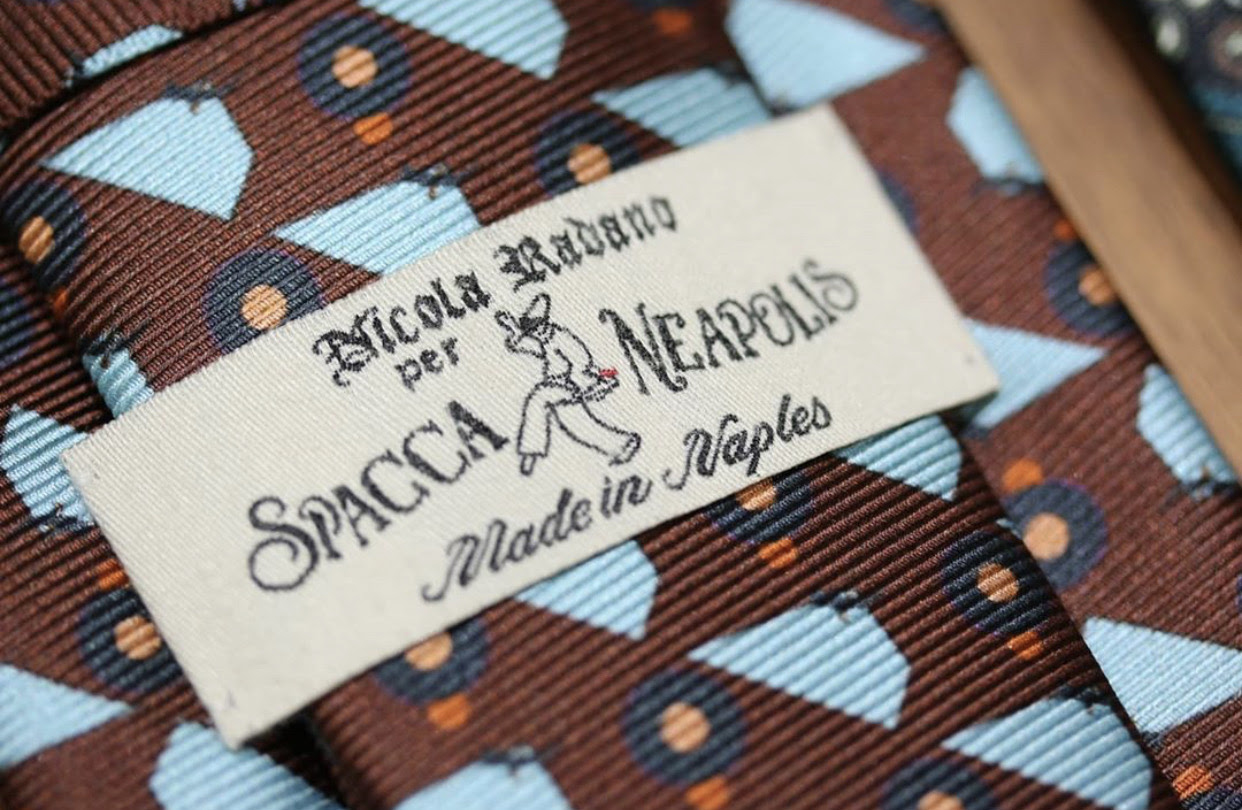 Nicola Radano
per
SPACCA NEAPOLIS
Made in Naples